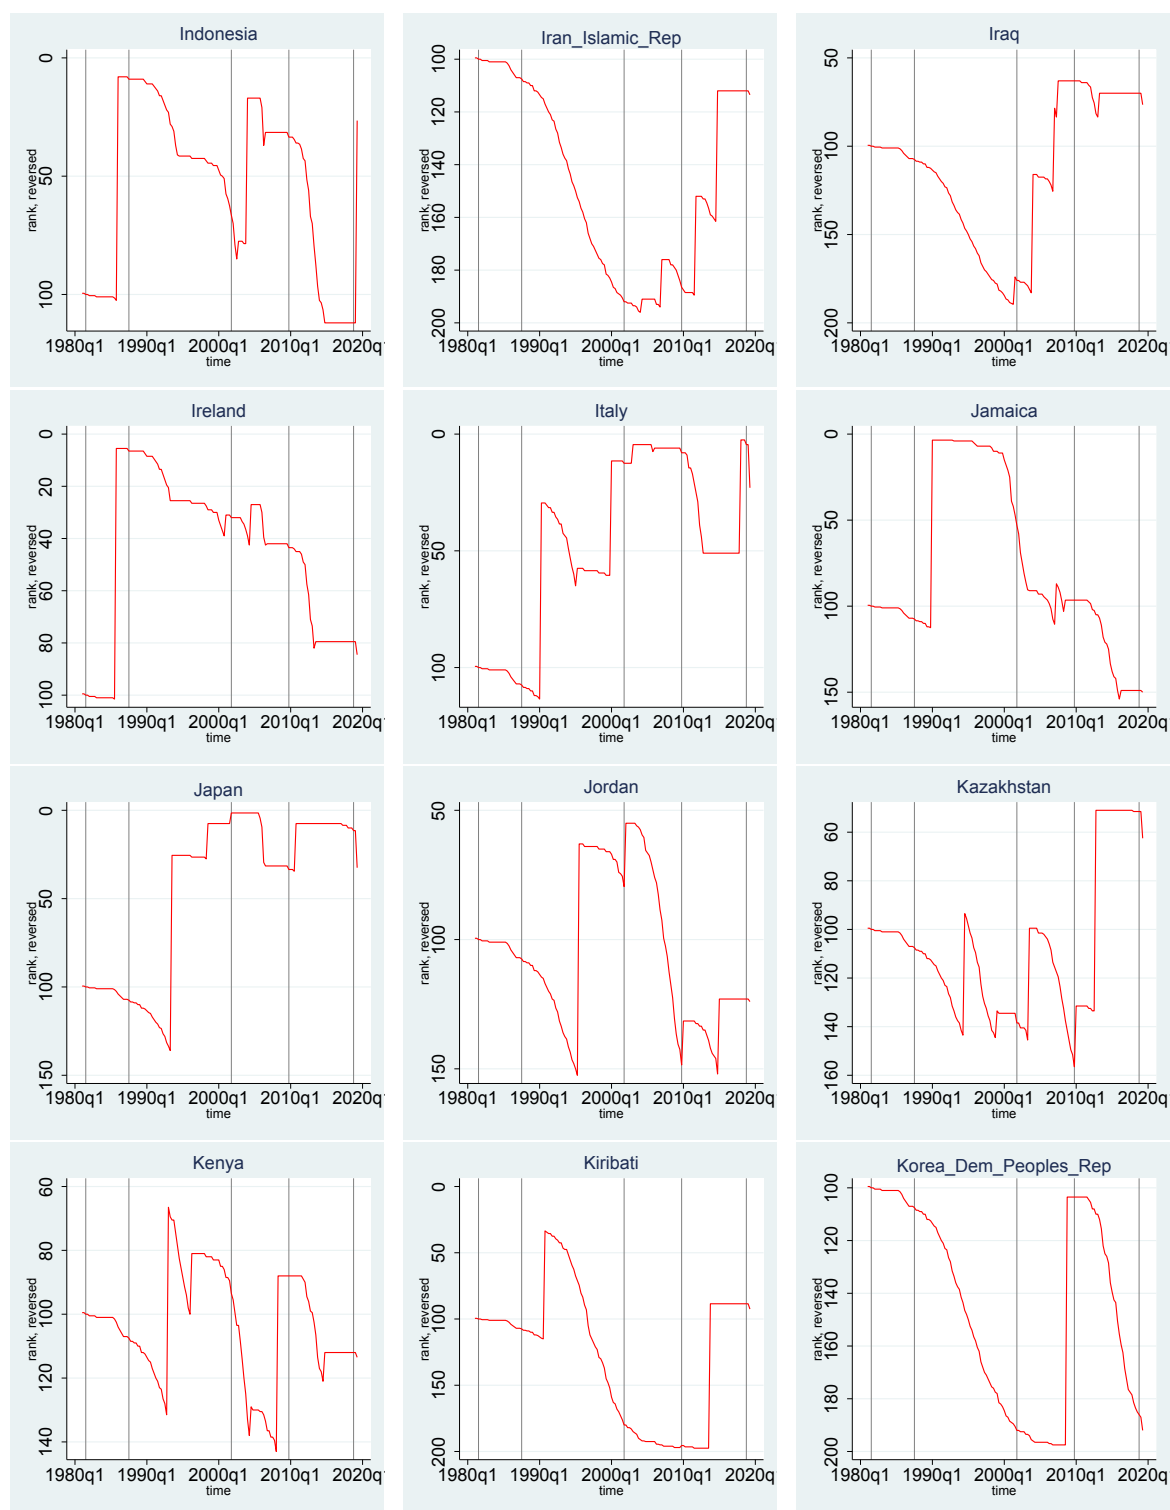 Indonesia
rank, reversed
0
50
100
1980q1 1990q1 2000q1 2010q1 2020q1
time
Iran_Islamic_Rep
rank, reversed
100
120
140
160
180
200
1980q1 1990q1 2000q1 2010q1 2020q1
time
Iraq
rank, reversed
50
100
150
200
1980q1 1990q1 2000q1 2010q1 2020q1
time
Ireland
rank, reversed
0
20
40
60
80
100
1980q1 1990q1 2000q1 2010q1 2020q1
time
Italy
rank, reversed
0
50
100
1980q1 1990q1 2000q1 2010q1 2020q1
time
Jamaica
rank, reversed
0
50
100
150
1980q1 1990q1 2000q1 2010q1 2020q1
time
Japan
rank, reversed
0
50
100
150
1980q1 1990q1 2000q1 2010q1 2020q1
time
Jordan
rank, reversed
50
100
150
1980q1 1990q1 2000q1 2010q1 2020q1
time
Kazakhstan
rank, reversed
60
80
100
120
140
160
1980q1 1990q1 2000q1 2010q1 2020q1
time
Kenya
rank, reversed
60
80
100
120
140
1980q1 1990q1 2000q1 2010q1 2020q1
time
Kiribati
rank, reversed
0
50
100
150
200
1980q1 1990q1 2000q1 2010q1 2020q1
time
Korea_Dem_Peoples_Rep
rank, reversed
100
120
140
160
180
200
1980q1 1990q1 2000q1 2010q1 2020q1
time